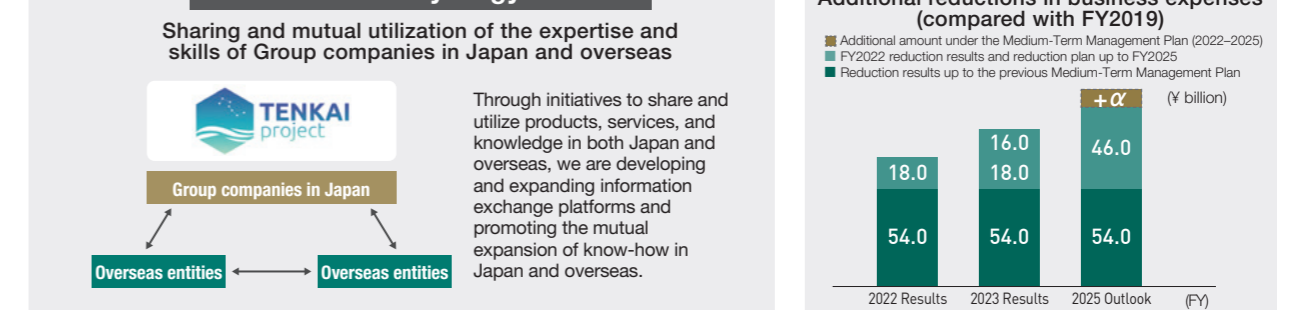 Sharing and mutual utilization of the expertise and
skills of Group companies in Japan and overseas
TENKAI
project
Group companies in Japan
Overseas entities
Overseas entities
Through initiatives to share and
utilize products, services, and
knowledge in both Japan and
overseas, we are developing
and expanding information
exchange platforms and
promoting the mutual
expansion of know-how in
Japan and overseas.
Additional reductions in business expenses
(compared with FY2019)
Additional amount under the Medium-Term Management Plan (2022–2025)
FY2022 reduction results and reduction plan up to FY2025
Reduction results up to the previous Medium-Term Management Plan
(¥ billion)
+α
16.0
46.0
18.0
18.0
54.0
54.0
54.0
2022 Results
2023 Results
2025 Outlook
(FY)